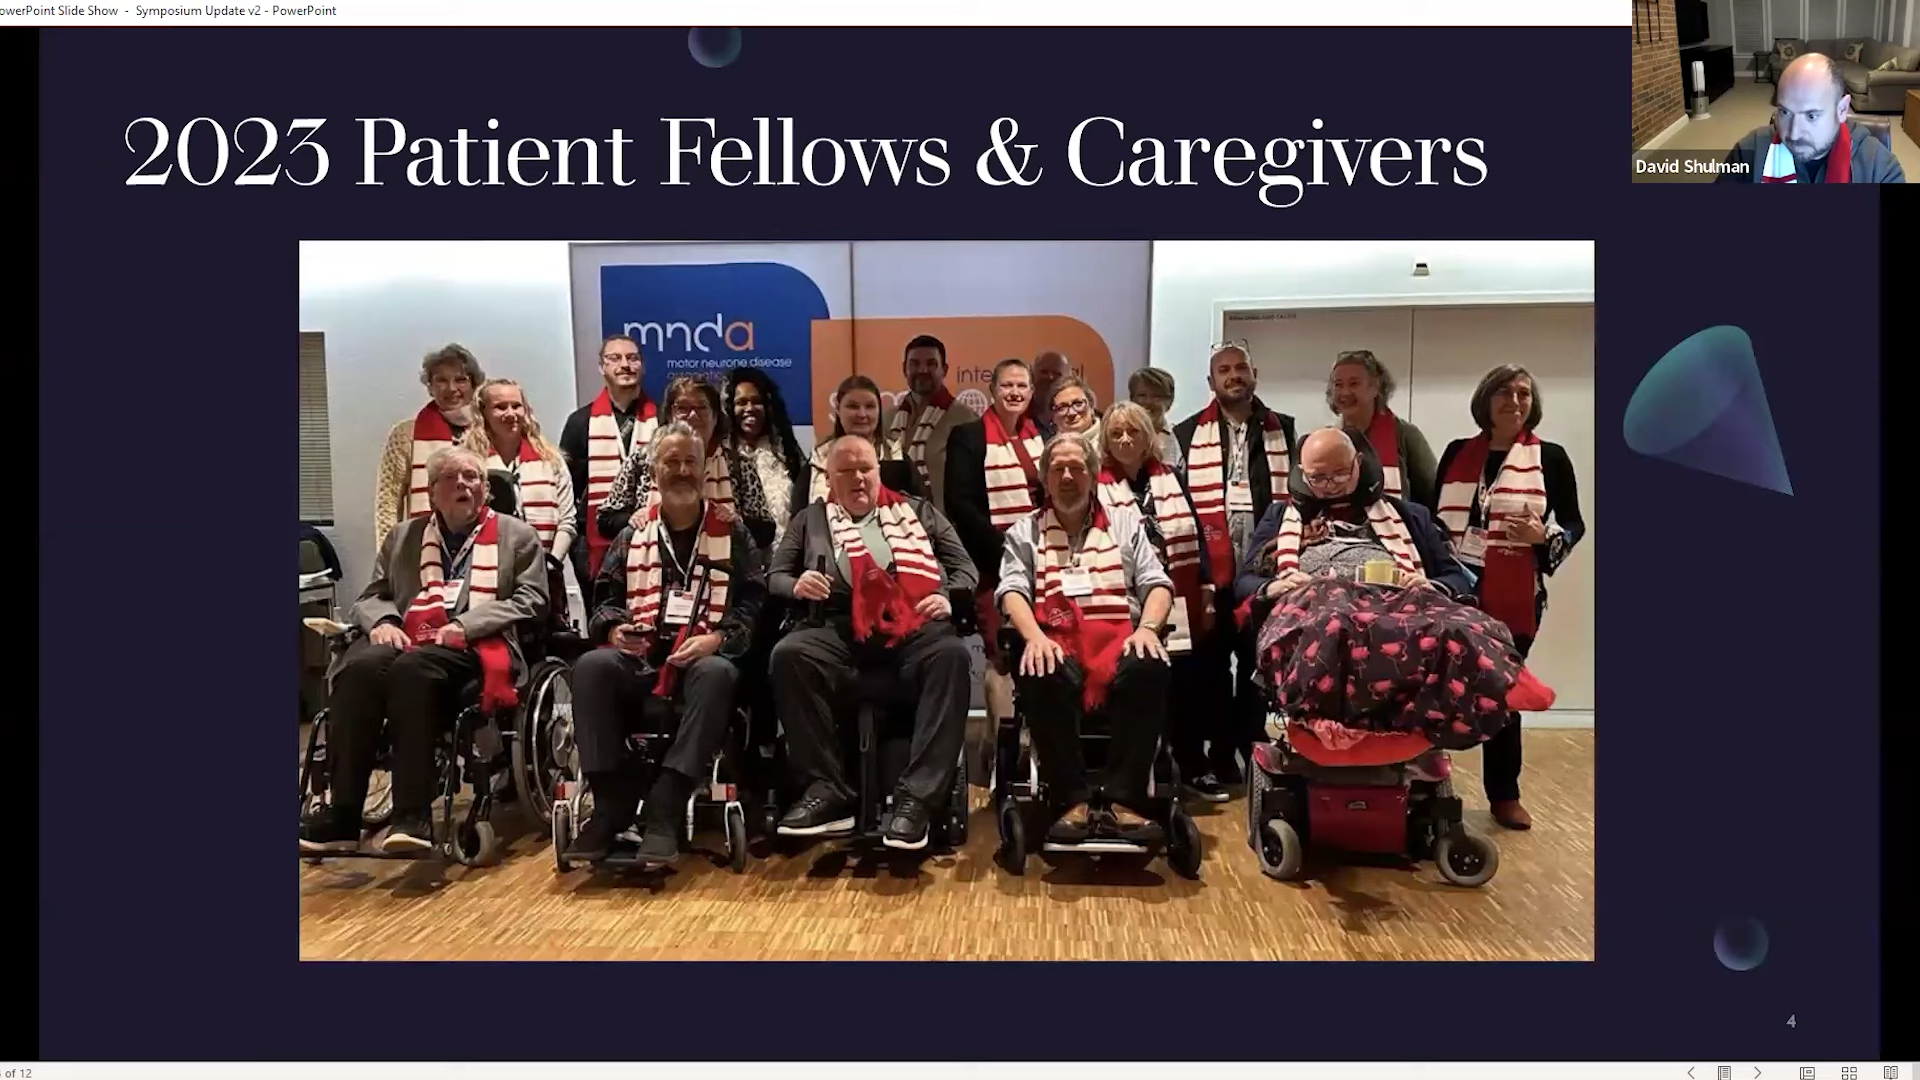 owerPoint Slide Show - Symposium Update v2 - PowerPoint
2023 Patient Fellows & Caregivers
David Shulman
mnda
motor neurone disease
4
of 12